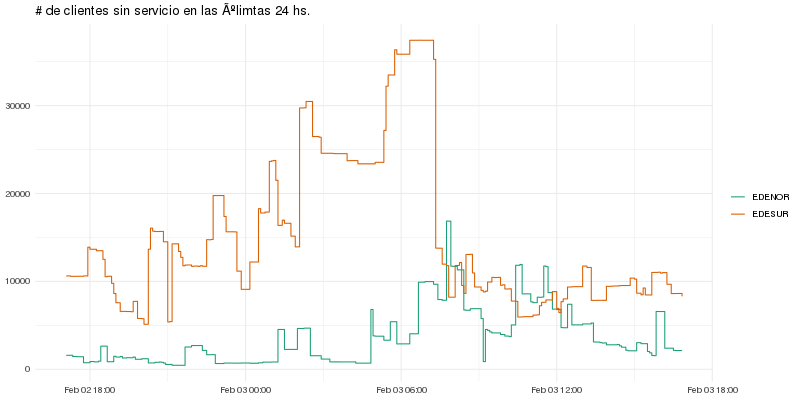 # de clientes sin servicio en las Ãºlimtas 24 hs.
30000
20000
10000
0
Feb 02 18:00
Feb 03 00:00
Feb 03 06:00
Feb 03 12:00
Feb 03 18:00
EDENOR
EDESUR